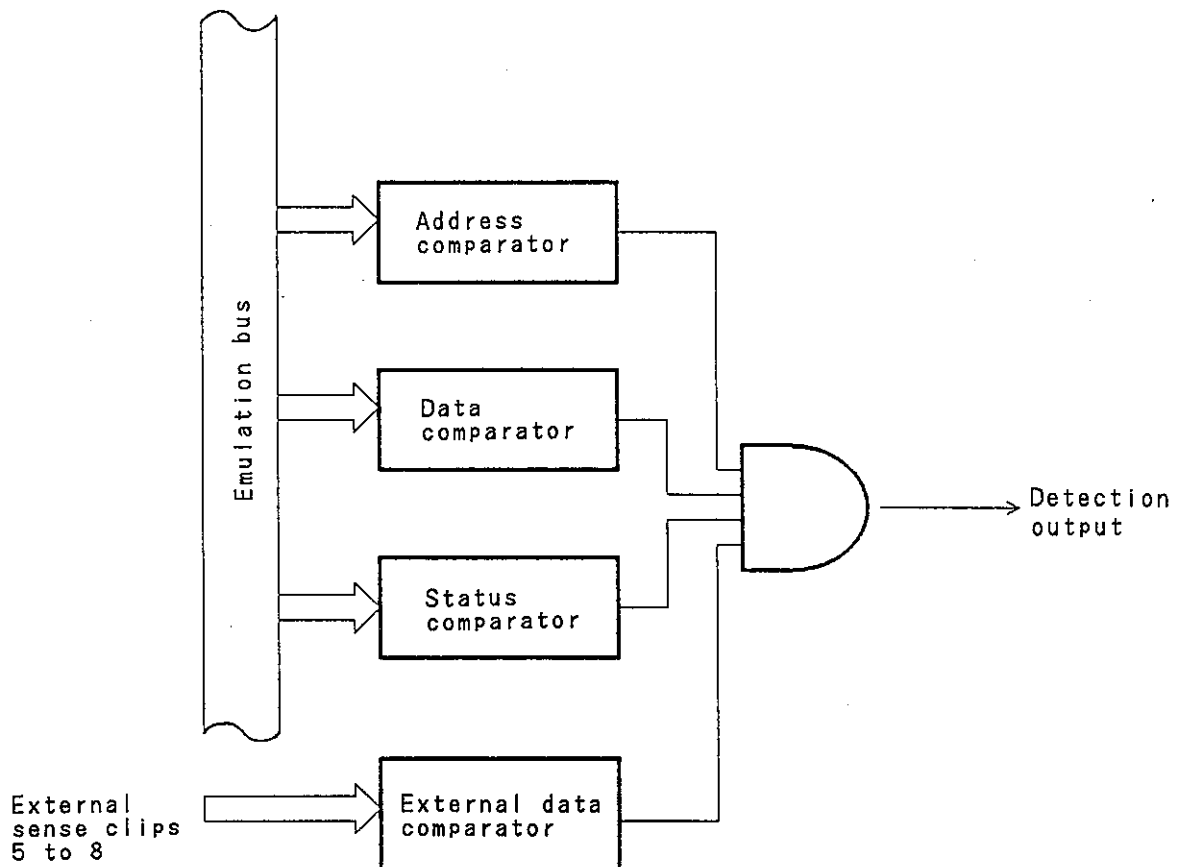 Emulation bus
Address
comparator
Data
comparator
Status
comparator
External data
comparator
External
sense clips
5 to 8
Detection
output